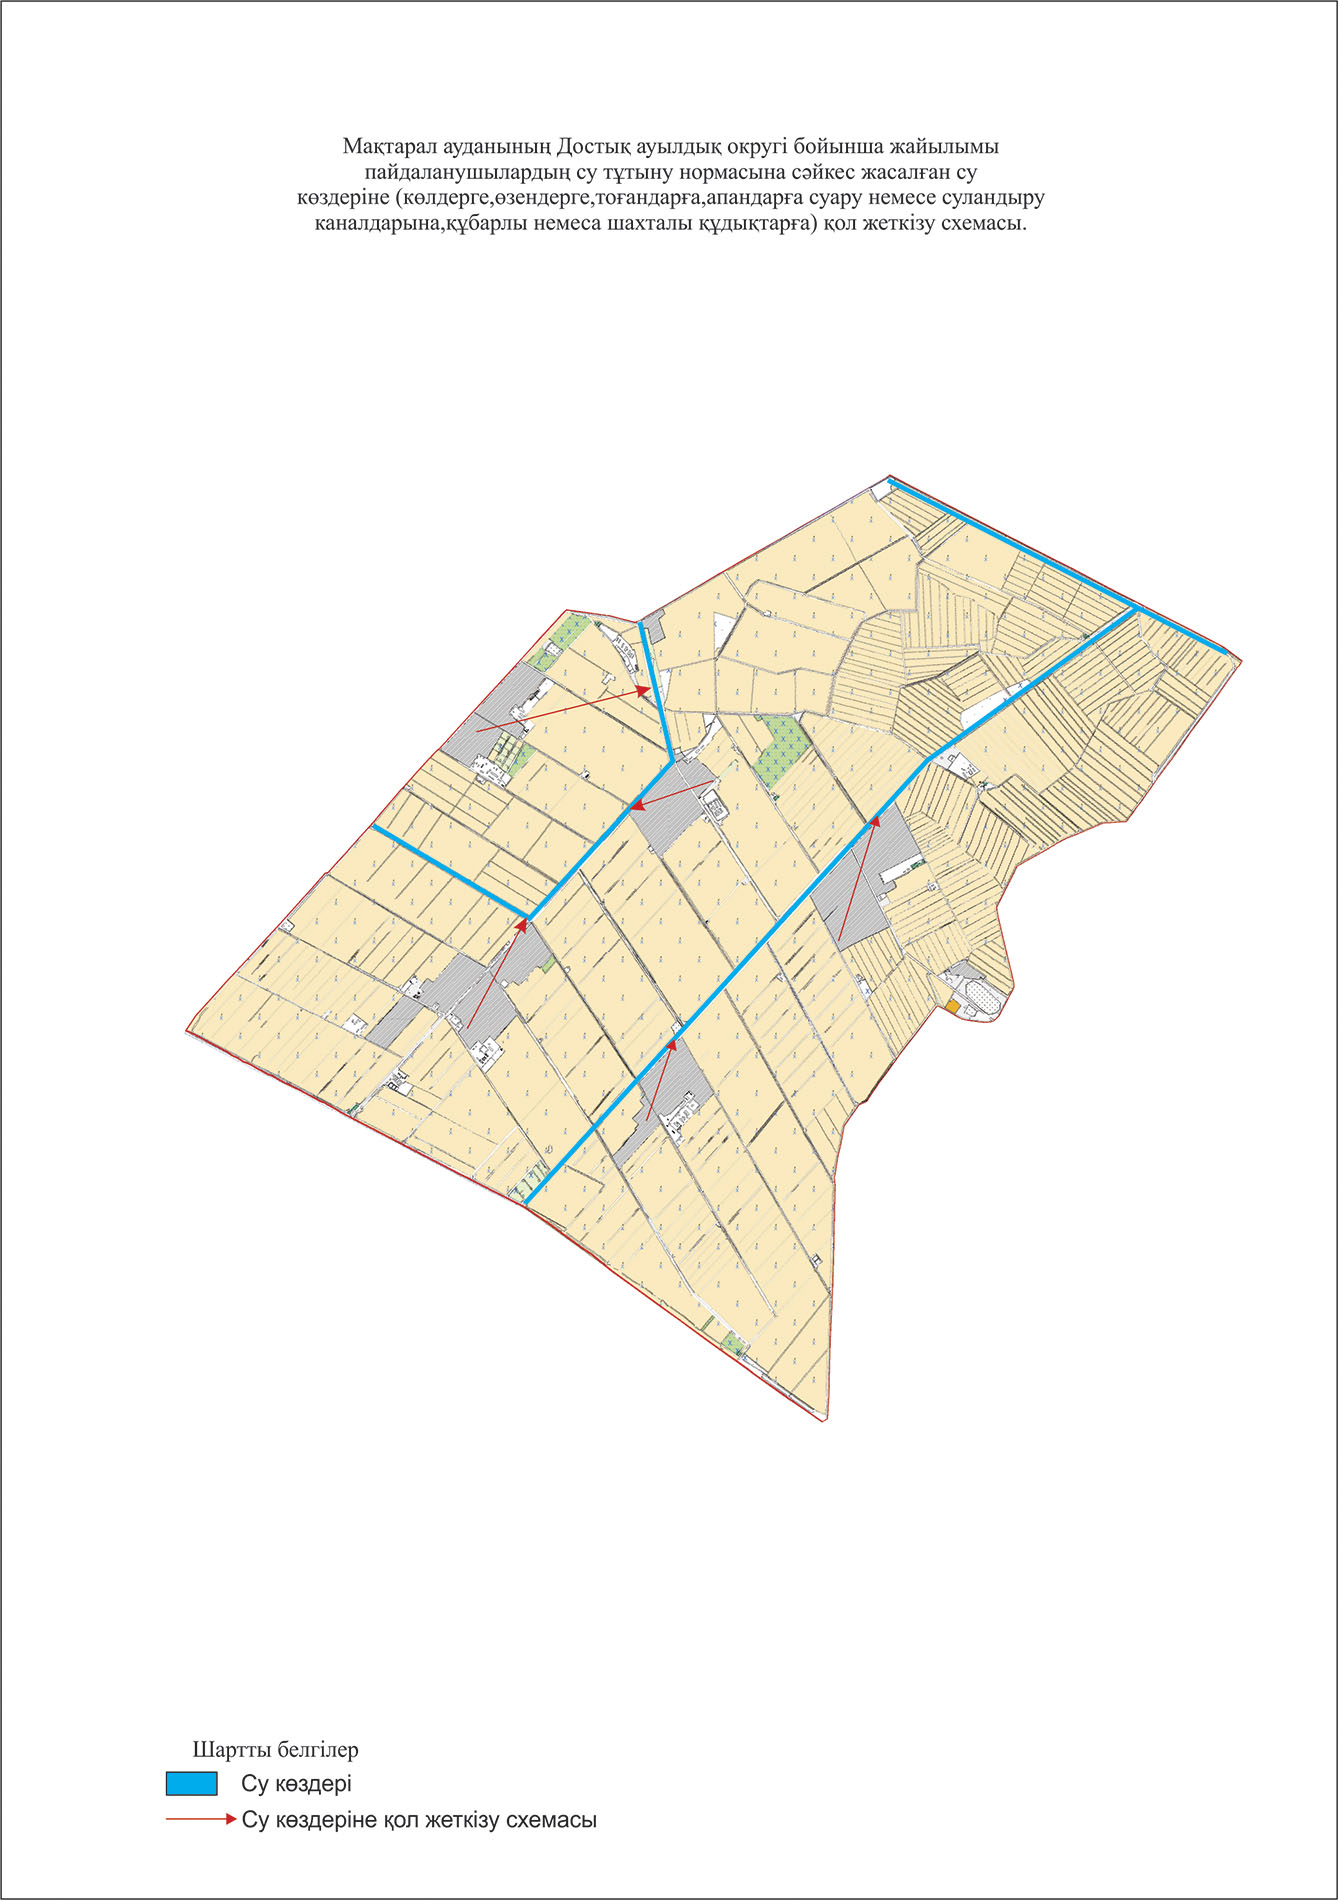 Мақтарал ауданының Достық ауылдық округі бойынша жайылымы
пайдаланушылардың су тұтыну нормасына сәйкес жасалған су
көздеріне (көлдерге,өзендерге,тоғандарға,апандарға суару немесе суландыру
каналдарына,құбарлы немеса шахталы құдықтарға) қол жеткізу схемасы.
Шартты белгілер
Су көздері
Су көздеріне қол жеткізу схемасы